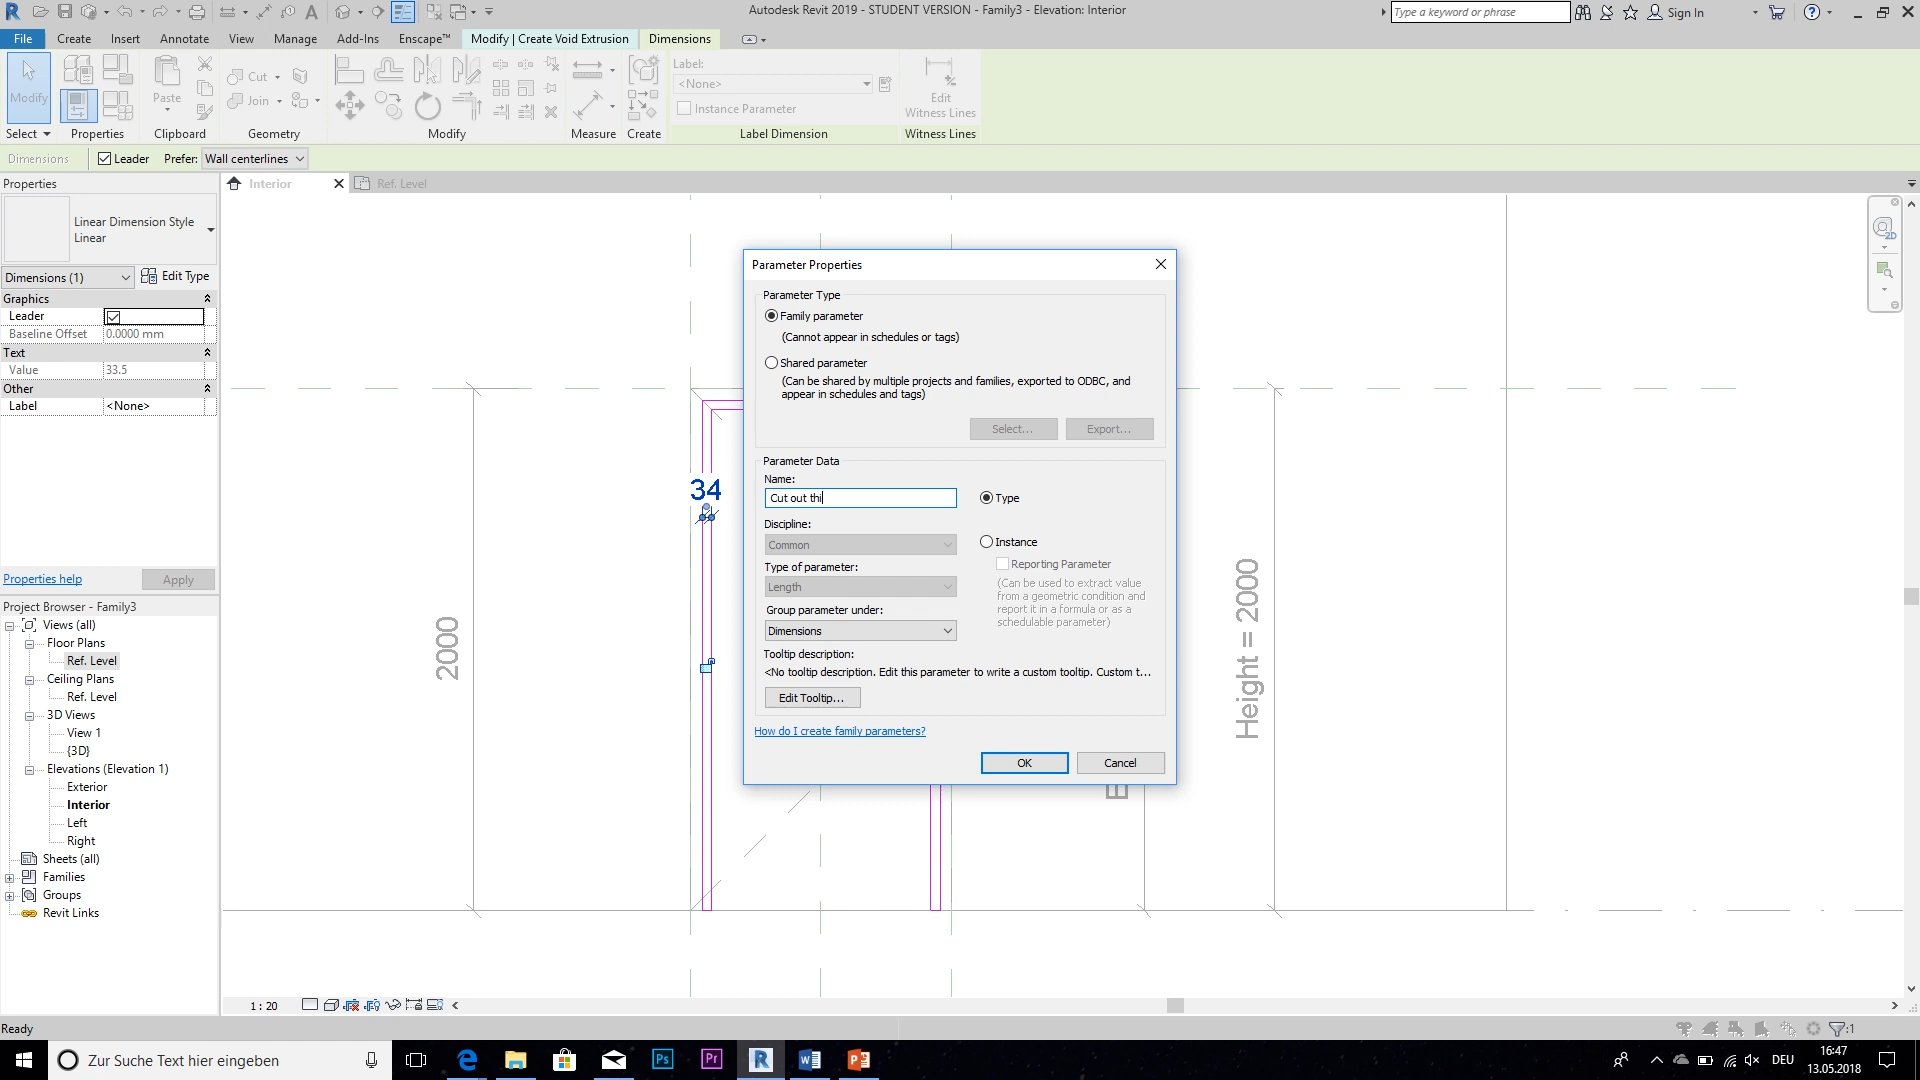 Autodesk Revit 2019 - STUDENT VERSION - Family3 - Elevation: Interior
Type a keyword or phrase
Sign In
File
Create
Insert
Annotate
View
Manage
Add-Ins
Enscape™
Modify | Create Void Extrusion
Dimensions
Modify
Paste
Cut
Join
Label:
<None>
Instance Parameter
Edit
Witness Lines
Select
Properties
Clipboard
Geometry
Modify
Measure
Create
Label Dimension
Witness Lines
Dimensions
Leader
Prefer:
Wall centerlines
Properties
Interior
Ref. Level
Linear Dimension Style
Linear
Dimensions (1)
Edit Type
Graphics
Leader
Baseline Offset
0.0000 mm
Text
Value
33.5
Other
Label
<None>
Properties help
Apply
Project Browser - Family3
Views (all)
Floor Plans
Ref. Level
Ceiling Plans
Ref. Level
3D Views
View 1
{3D}
Elevations (Elevation 1)
Exterior
Interior
Left
Right
Sheets (all)
Families
Groups
Revit Links
34
2000
Height = 2000
2D
Parameter Properties
Parameter Type
Family parameter
(Cannot appear in schedules or tags)
Shared parameter
(Can be shared by multiple projects and families, exported to ODBC, and
appear in schedules and tags)
Select...
Export...
Parameter Data
Name:
Cut out thi
Type
Discipline:
Common
Instance
Reporting Parameter
Type of parameter:
Length
(Can be used to extract value
from a geometric condition and
report it in a formula or as a
schedulable parameter)
Group parameter under:
Dimensions
Tooltip description:
<No tooltip description. Edit this parameter to write a custom tooltip. Custom t...
Edit Tooltip...
How do I create family parameters?
OK
Cancel
1 : 20
Ready
:1
Zur Suche Text hier eingeben
DEU
16:47
13.05.2018